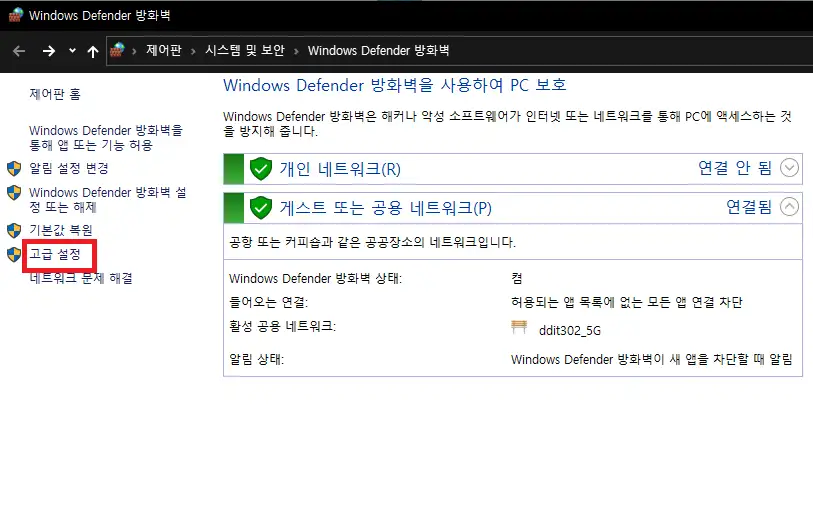 Windows Defender 방화벽
제어판 > 시스템 및 보안 > Windows Defender 방화벽
제어판 홈
Windows Defender 방화벽을
통해 앱 또는 기능 허용
알림 설정 변경
Windows Defender 방화벽 설
정 또는 해제
기본값 복원
고급 설정
네트워크 문제 해결
Windows Defender 방화벽을 사용하여 PC 보호
Windows Defender 방화벽은 해커나 악성 소프트웨어가 인터넷 또는 네트워크를 통해 PC에 액세스하는 것
을 방지해 줍니다.
개인 네트워크(R) 연결 안 됨
게스트 또는 공용 네트워크(P) 연결됨
공항 또는 커피숍과 같은 공공장소의 네트워크입니다.
Windows Defender 방화벽 상태: 켬
들어오는 연결: 허용되는 앱 목록에 없는 모든 앱 연결 차단
활성 공용 네트워크: ddit302_5G
알림 상태: Windows Defender 방화벽이 새 앱을 차단할 때 알림